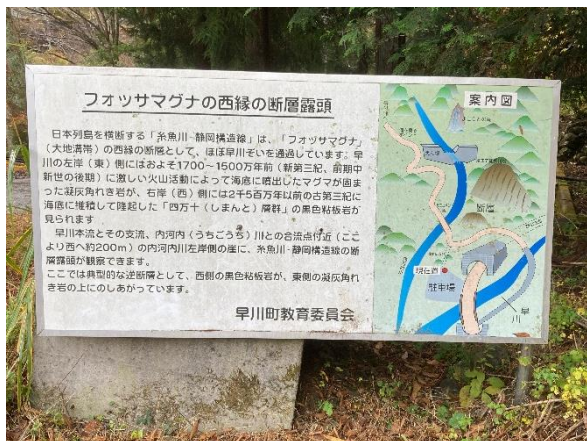 フォッサマグナの西縁の断層露頭
日本列島を横断する「糸魚川-静岡構造線」は、「フォッサマグナ」
(大地溝帯)の西縁の断層として、ほぼ早川ぞいを通過しています。早
川の左岸(東)側にはおよそ1700~1500万年前(新第三紀、前期中
新世の後期)に激しい火山活動によって海底に噴出したマグマが固ま
った凝灰角れき岩が、右岸(西)側には2千5百万年以前の古第三紀に
海底に堆積して隆起した「四万十(しまんと)層群」の黒色粘板岩が
見られます
早川本流とその支流、内河内(うちごうち)川との合流点付近(ここ
より西へ約200m)の内河内川左岸側の崖に、糸魚川-静岡構造線の断
層露頭が観察できます。
ここでは典型的な逆断層として、西側の黒色粘板岩が、東側の凝灰角れ
き岩の上にのしあがっています。
早川町教育委員会
案内図
断層
現在地
駐車場
早川